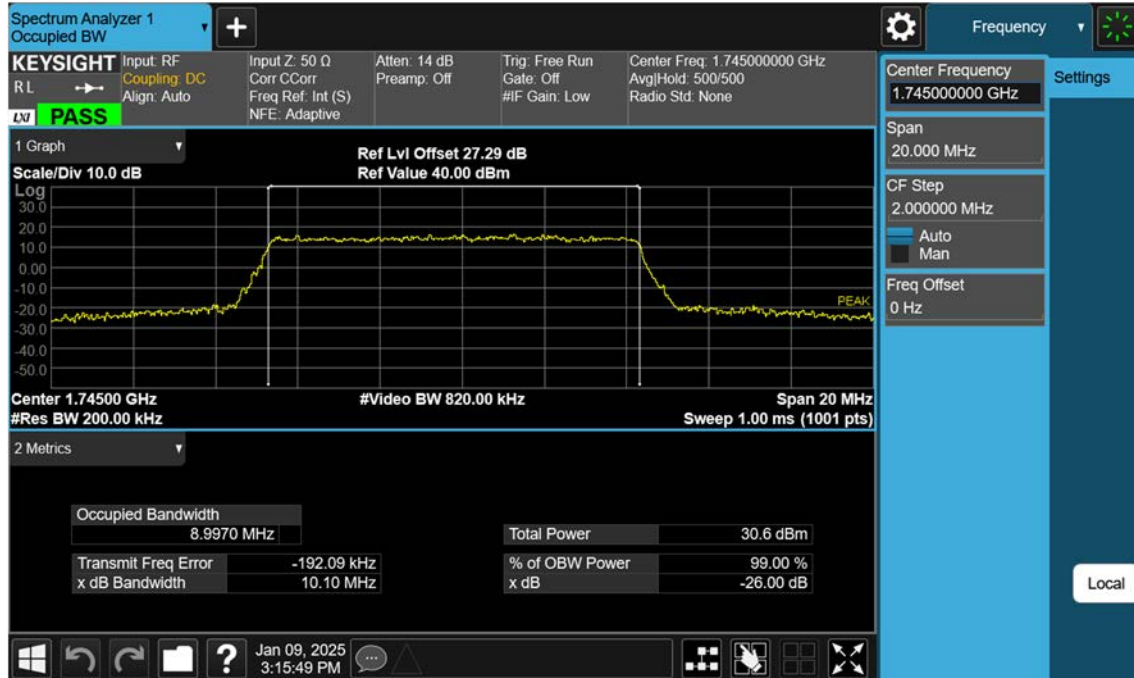 Spectrum Analyzer 1
Occupied BW
Frequency
KEYSIGHT
R L
LXI PASS
Input: RF
Coupling: DC
Align: Auto
Input Z: 50 Ω
Corr CCorr
Freq Ref: Int (S)
NFE: Adaptive
Atten: 14 dB
Preamp: Off
Trig: Free Run
Gate: Off
#IF Gain: Low
Center Freq: 1.745000000 GHz
Avg|Hold: 500/500
Radio Std: None
Center Frequency
1.745000000 GHz
Settings
Span
20.000 MHz
CF Step
2.000000 MHz
Auto
Man
Freq Offset
0 Hz
Local
1 Graph
Scale/Div 10.0 dB
Ref Lvl Offset 27.29 dB
Ref Value 40.00 dBm
Log
30.0
20.0
10.0
0.00
-10.0
-20.0
-30.0
-40.0
-50.0
PEAK
Center 1.74500 GHz
#Video BW 820.00 kHz
Span 20 MHz
#Res BW 200.00 kHz
Sweep 1.00 ms (1001 pts)
2 Metrics
Occupied Bandwidth
8.9970 MHz
Total Power 30.6 dBm
Transmit Freq Error -192.09 kHz
% of OBW Power 99.00 %
x dB Bandwidth 10.10 MHz
x dB -26.00 dB
?
Jan 09, 2025
3:15:49 PM